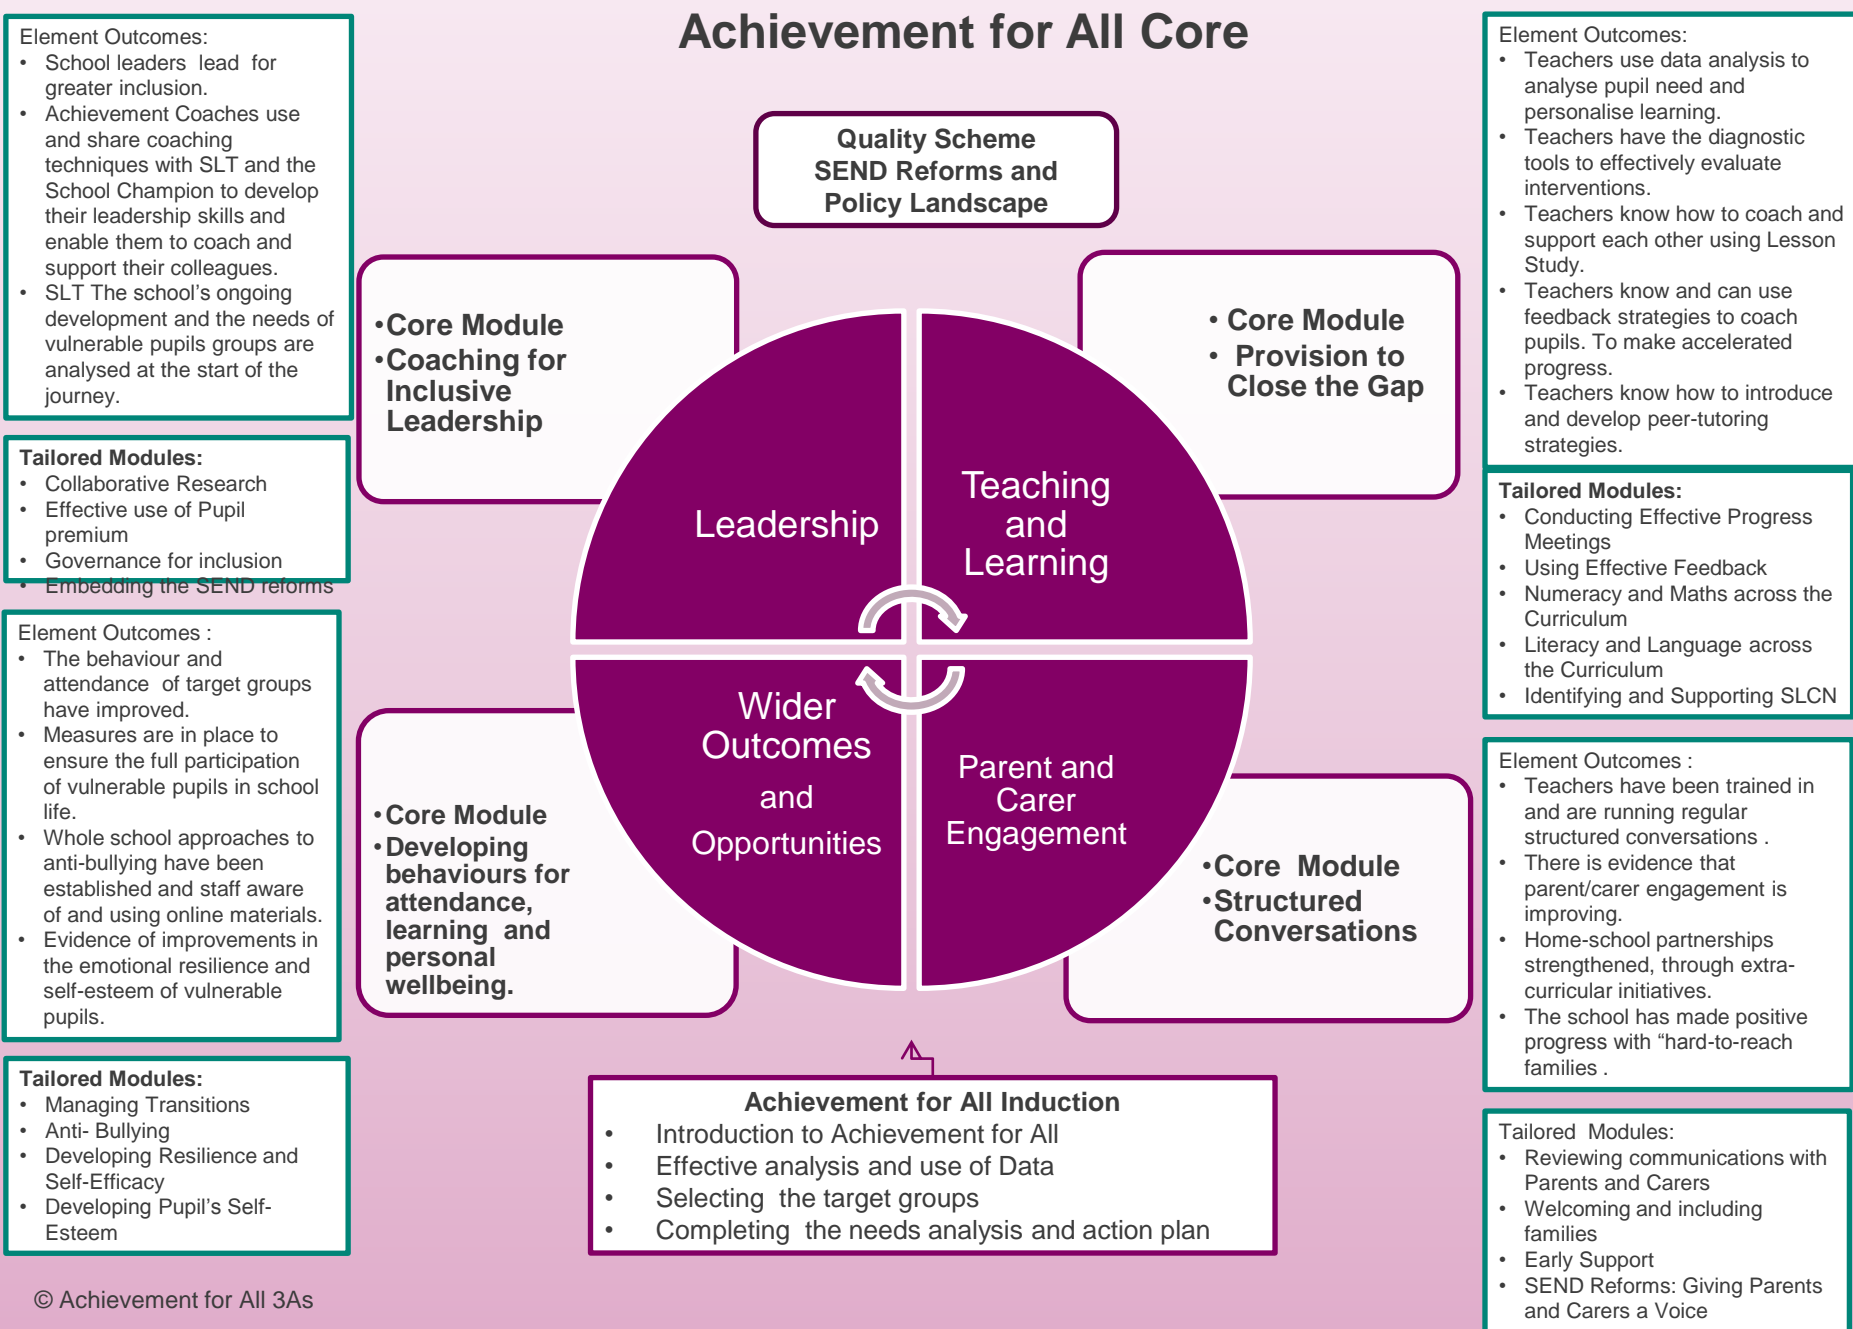 Achievement for All Core
Element Outcomes:
• School leaders  lead  for
greater inclusion.
• Achievement Coaches use
and share coaching
techniques with SLT and the
School Champion to develop
their leadership skills and
enable them to coach and
support their colleagues.
• SLT The school’s ongoing
development and the needs of
vulnerable pupils groups are
analysed at the start of the
journey.
Tailored Modules:
• Collaborative Research
• Effective use of Pupil
premium
• Governance for inclusion
• Embedding the SEND reforms
Element Outcomes :
• The behaviour and
attendance  of target groups
have improved.
• Measures are in place to
ensure the full participation
of vulnerable pupils in school
life.
• Whole school approaches to
anti-bullying have been
established and staff aware
of and using online materials.
• Evidence of improvements in
the emotional resilience and
self-esteem of vulnerable
pupils.
Tailored Modules:
• Managing Transitions
• Anti- Bullying
• Developing Resilience and
Self-Efficacy
• Developing Pupil’s Self-
Esteem
© Achievement for All 3As
Quality Scheme
SEND Reforms and
Policy Landscape
•Core Module
•Coaching for
Inclusive
Leadership
• Core Module
• Provision to
Close the Gap
Leadership
Teaching
and
Learning
Wider
Outcomes
and
Opportunities
Parent and
Carer
Engagement
•Core Module
•Developing
behaviours for
attendance,
learning  and
personal
wellbeing.
•Core  Module
•Structured
Conversations
Achievement for All Induction
• Introduction to Achievement for All
• Effective analysis and use of Data
• Selecting  the target groups
• Completing  the needs analysis and action plan
Element Outcomes:
• Teachers use data analysis to
analyse pupil need and
personalise learning.
• Teachers have the diagnostic
tools to effectively evaluate
interventions.
• Teachers know how to coach and
support each other using Lesson
Study.
• Teachers know and can use
feedback strategies to coach
pupils. To make accelerated
progress.
• Teachers know how to introduce
and develop peer-tutoring
strategies.
Tailored Modules:
• Conducting Effective Progress
Meetings
• Using Effective Feedback
• Numeracy and Maths across the
Curriculum
• Literacy and Language across
the Curriculum
• Identifying and Supporting SLCN
Element Outcomes :
• Teachers have been trained in
and are running regular
structured conversations .
• There is evidence that
parent/carer engagement is
improving.
• Home-school partnerships
strengthened, through extra-
curricular initiatives.
• The school has made positive
progress with “hard-to-reach
families .
Tailored  Modules:
• Reviewing communications with
Parents and Carers
• Welcoming and including
families
• Early Support
• SEND Reforms: Giving Parents
and Carers a Voice